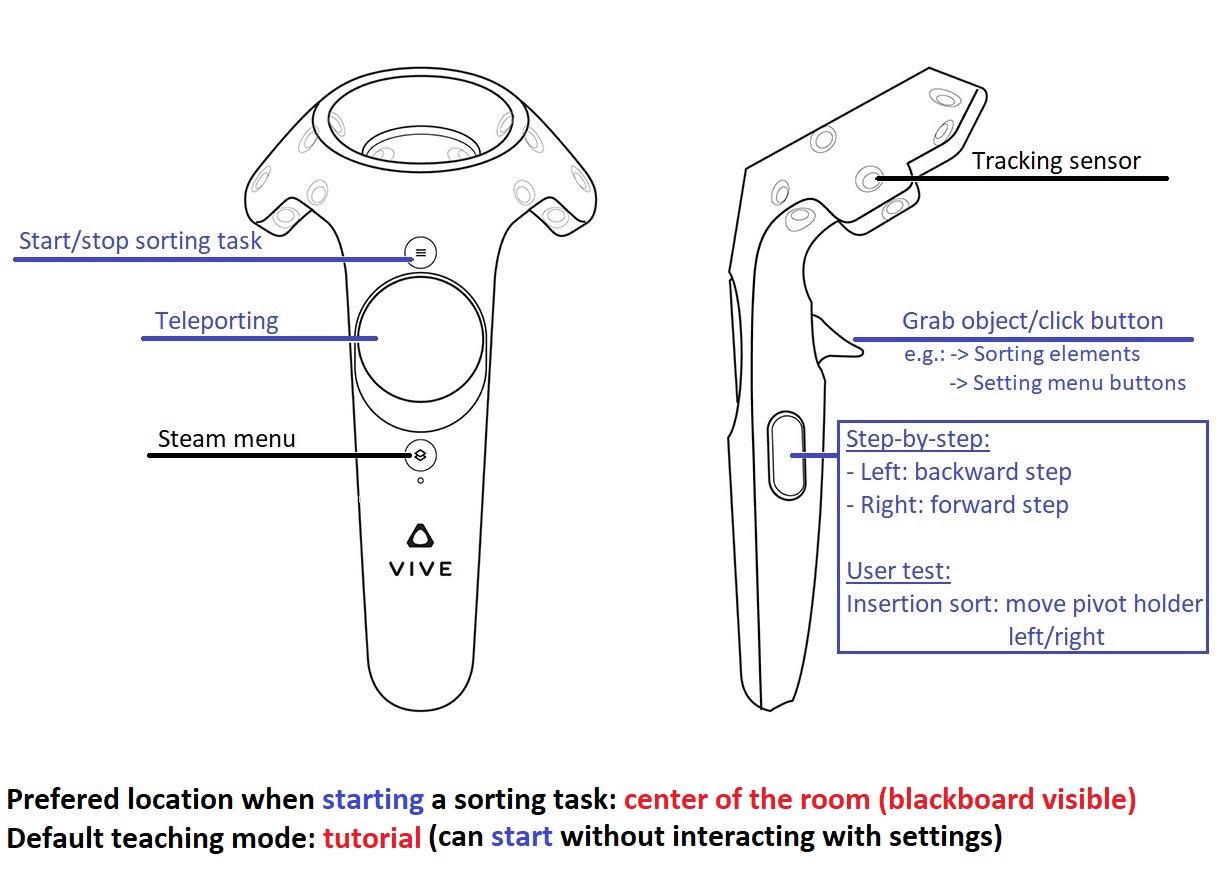 Tracking sensor
Start/stop sorting task
Teleporting
Grab object/click button
e.g.: -> Sorting elements
-> Setting menu buttons
Steam menu
Step-by-step:
- Left: backward step
- Right: forward step
User test:
Insertion sort: move pivot holder
left/right
VIVE
Prefered location when starting a sorting task: center of the room (blackboard visible)
Default teaching mode: tutorial (can start without interacting with settings)